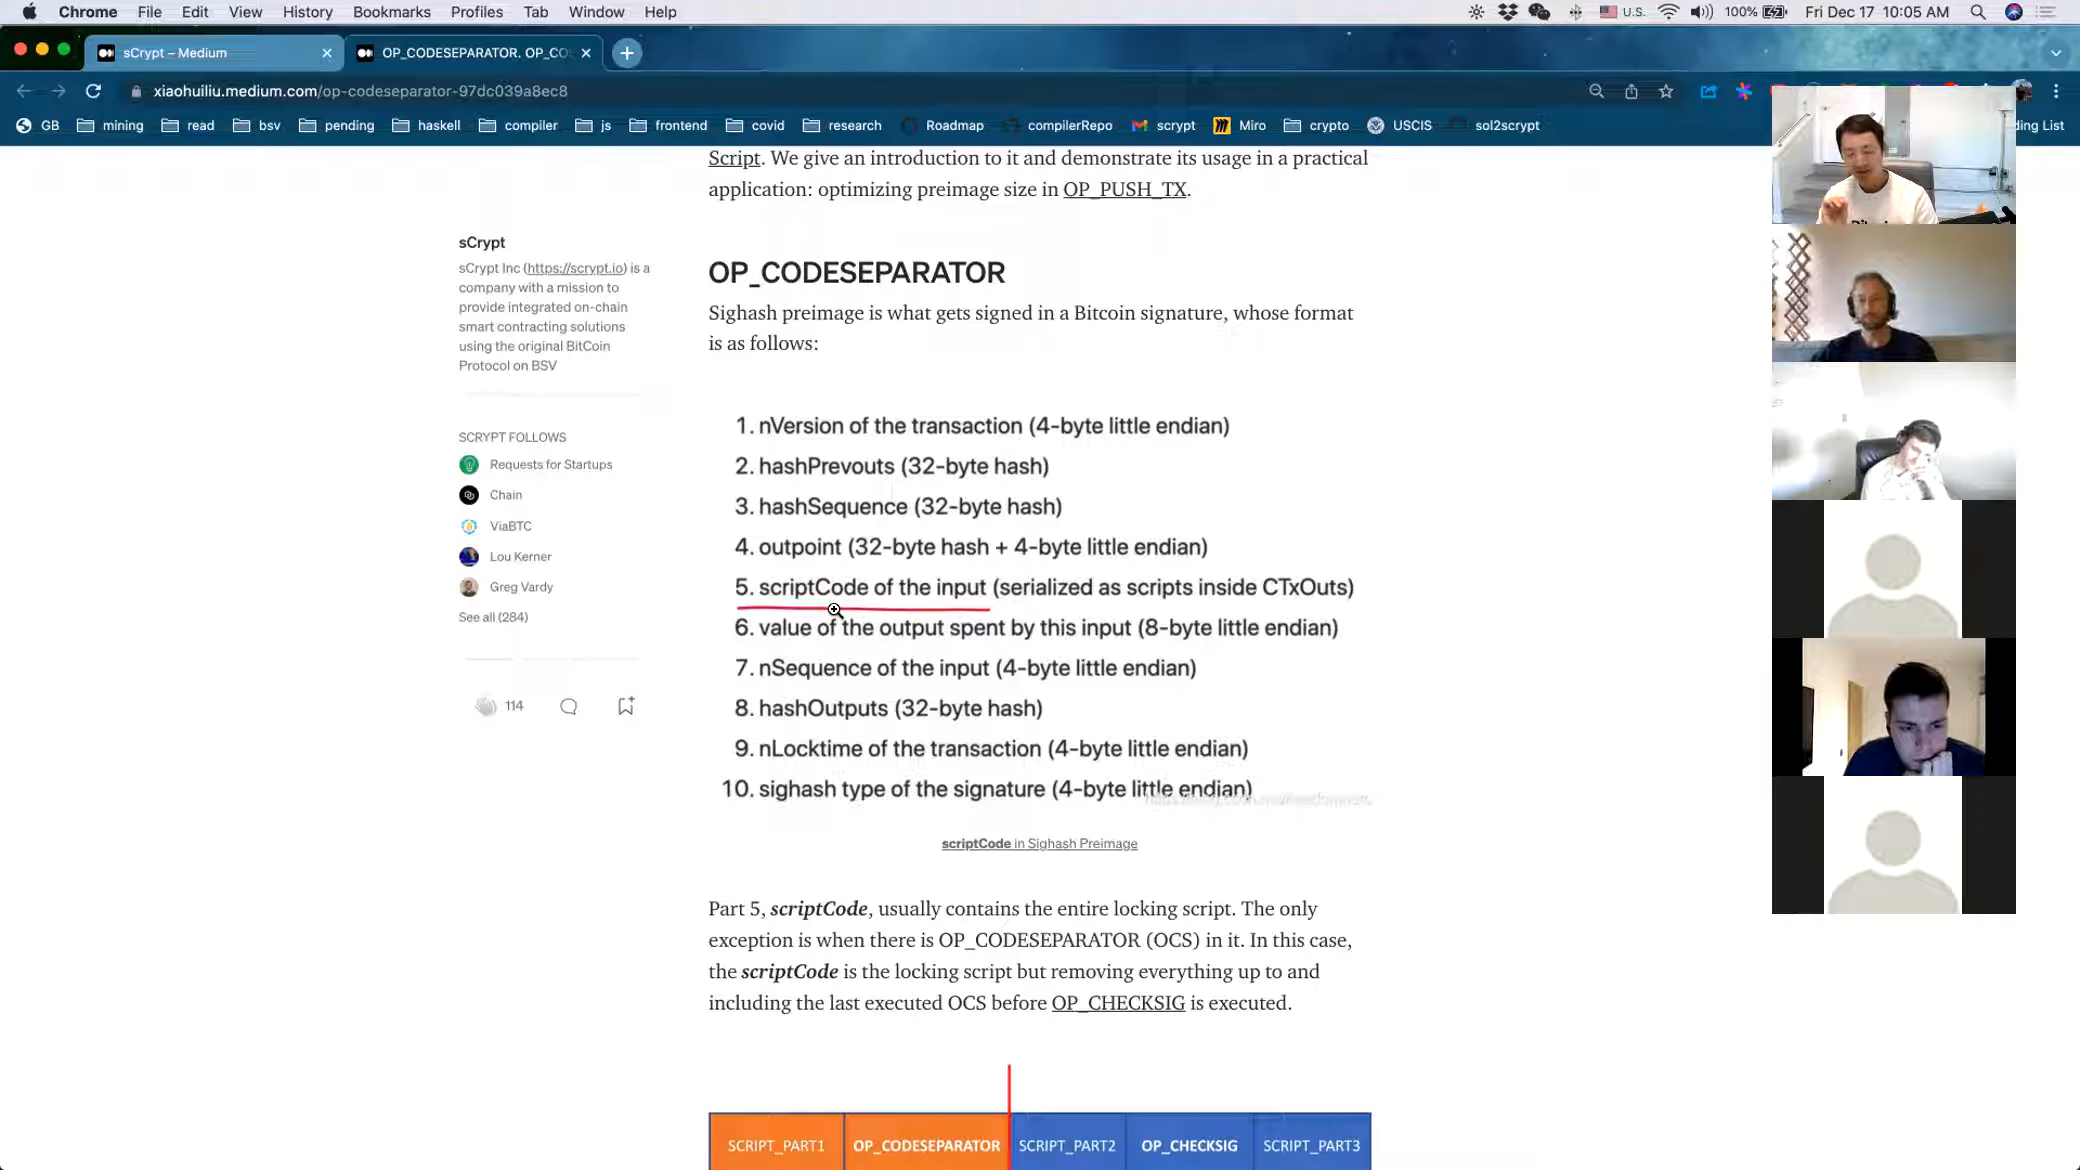 Chrome File Edit View History Bookmarks Profiles Tab Window Help U.S. 100% Fri Dec 17 10:05 AM
sCrypt – Medium OP_CODESEPARATOR. OP_CO
xiaohuiliu.medium.com/op-codeseparator-97dc039a8ec8
GB mining read bsv pending haskell compiler js frontend covid research Roadmap compilerRepo scrypt Miro crypto USCIS sol2scrypt ding List
Script. We give an introduction to it and demonstrate its usage in a practical
application: optimizing preimage size in OP_PUSH_TX.
sCrypt
sCrypt Inc (https://scrypt.io) is a
company with a mission to
provide integrated on-chain
smart contracting solutions
using the original BitCoin
Protocol on BSV
SCRYPT FOLLOWS
Requests for Startups
Chain
ViaBTC
Lou Kerner
Greg Vardy
See all (284)
114
OP_CODESEPARATOR
Sighash preimage is what gets signed in a Bitcoin signature, whose format
is as follows:
1. nVersion of the transaction (4-byte little endian)
2. hashPrevouts (32-byte hash)
3. hashSequence (32-byte hash)
4. outpoint (32-byte hash + 4-byte little endian)
5. scriptCode of the input (serialized as scripts inside CTxOuts)
6. value of the output spent by this input (8-byte little endian)
7. nSequence of the input (4-byte little endian)
8. hashOutputs (32-byte hash)
9. nLocktime of the transaction (4-byte little endian)
10. sighash type of the signature (4-byte little endian)
scriptCode in Sighash Preimage
Part 5, scriptCode, usually contains the entire locking script. The only
exception is when there is OP_CODESEPARATOR (OCS) in it. In this case,
the scriptCode is the locking script but removing everything up to and
including the last executed OCS before OP_CHECKSIG is executed.
SCRIPT_PART1 OP_CODESEPARATOR SCRIPT_PART2 OP_CHECKSIG SCRIPT_PART3